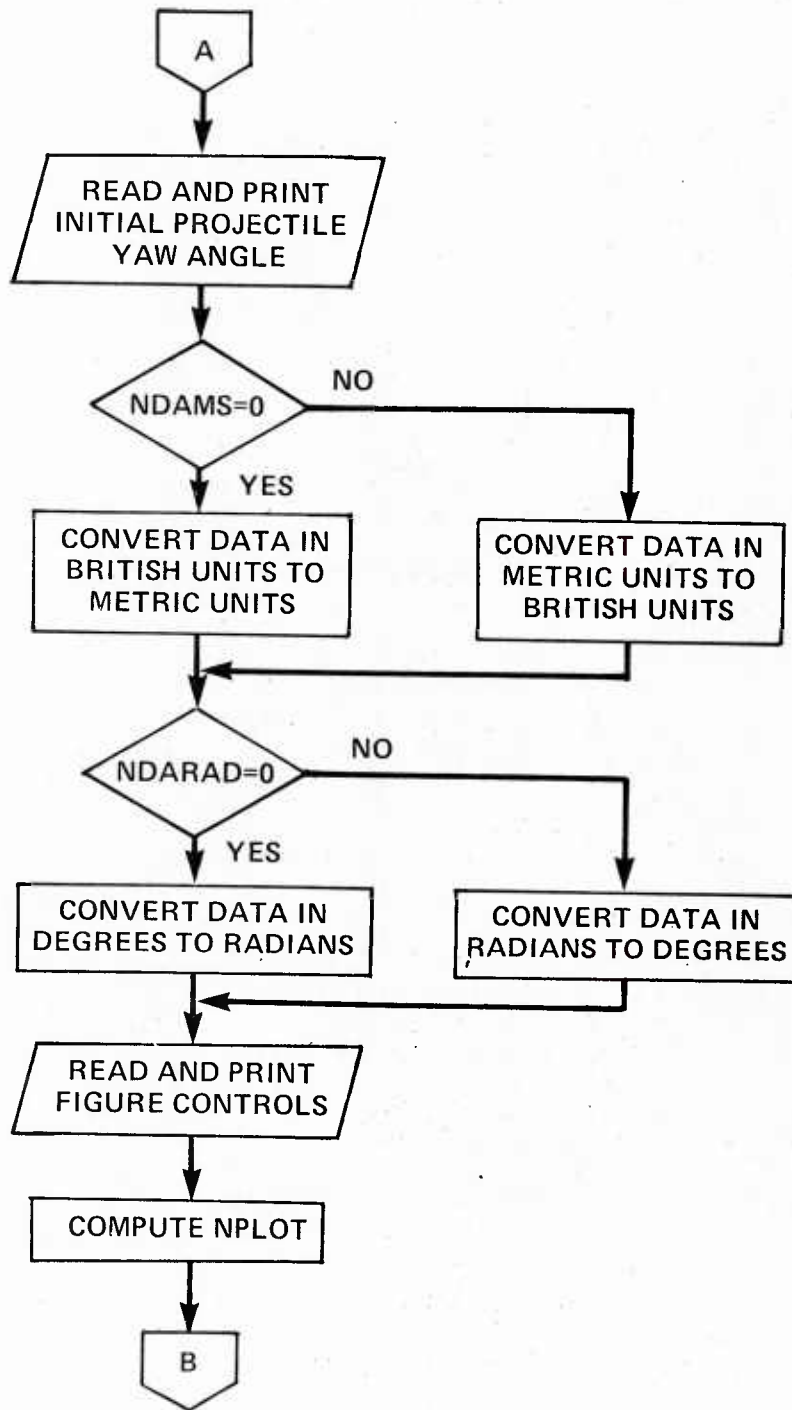 A
READ AND PRINT
INITIAL PROJECTILE
YAW ANGLE
NDAMS=0
NO
YES
CONVERT DATA IN
BRITISH UNITS TO
METRIC UNITS
CONVERT DATA IN
METRIC UNITS TO
BRITISH UNITS
NDARAD=0
NO
YES
CONVERT DATA IN
DEGREES TO RADIANS
CONVERT DATA IN
RADIANS TO DEGREES
READ AND PRINT
FIGURE CONTROLS
COMPUTE NPLOT
B